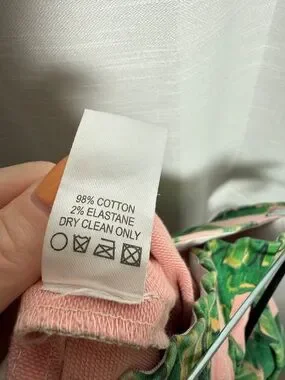 98% COTTON
2% ELASTANE
DRY CLEAN ONLY